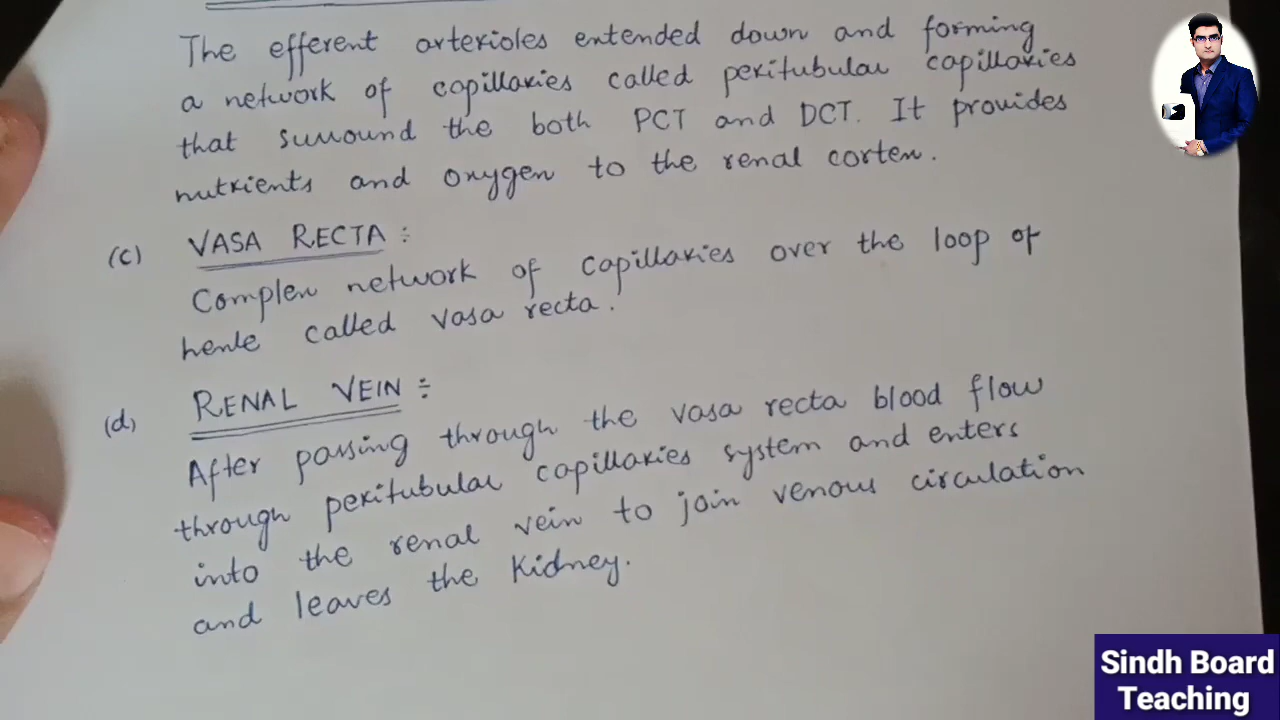 The efferent arterioles extended down and forming
a network of capillaries called peritubular capillaries
that surround the both PCT and DCT. It provides
nutrients and oxygen to the renal cortex.
(c) VASA RECTA :
Complex network of capillaries over the loop of
henle called vasa recta.
(d) RENAL VEIN :
After passing through the vasa recta blood flow
through peritubular capillaries system and enters
into the renal vein to join venous circulation
and leaves the Kidney.
Sindh Board
Teaching